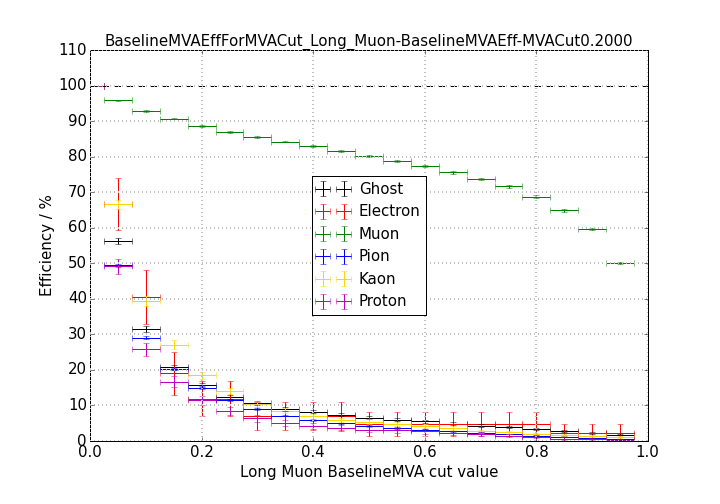 BaselineMVAEffForMVACut_Long_Muon-BaselineMVAEff-MVACut0.2000
110
100
90
80
70
60
50
40
30
20
10
0
Efficiency / %
Ghost
Electron
Muon
Pion
Kaon
Proton
0.0 0.2 0.4 0.6 0.8 1.0
Long Muon BaselineMVA cut value